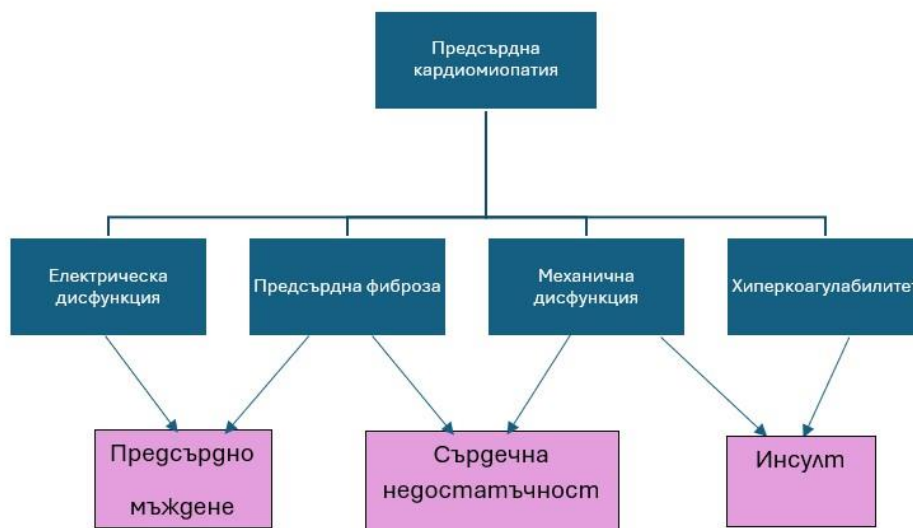 Предсърдна
кардиомиопатия
Електрическа
дисфункция
Предсърдна фиброза
Механична
дисфункция
Хиперкоагулабилитет
Предсърдно
мъждене
Сърдечна
недостатъчност
Инсулт